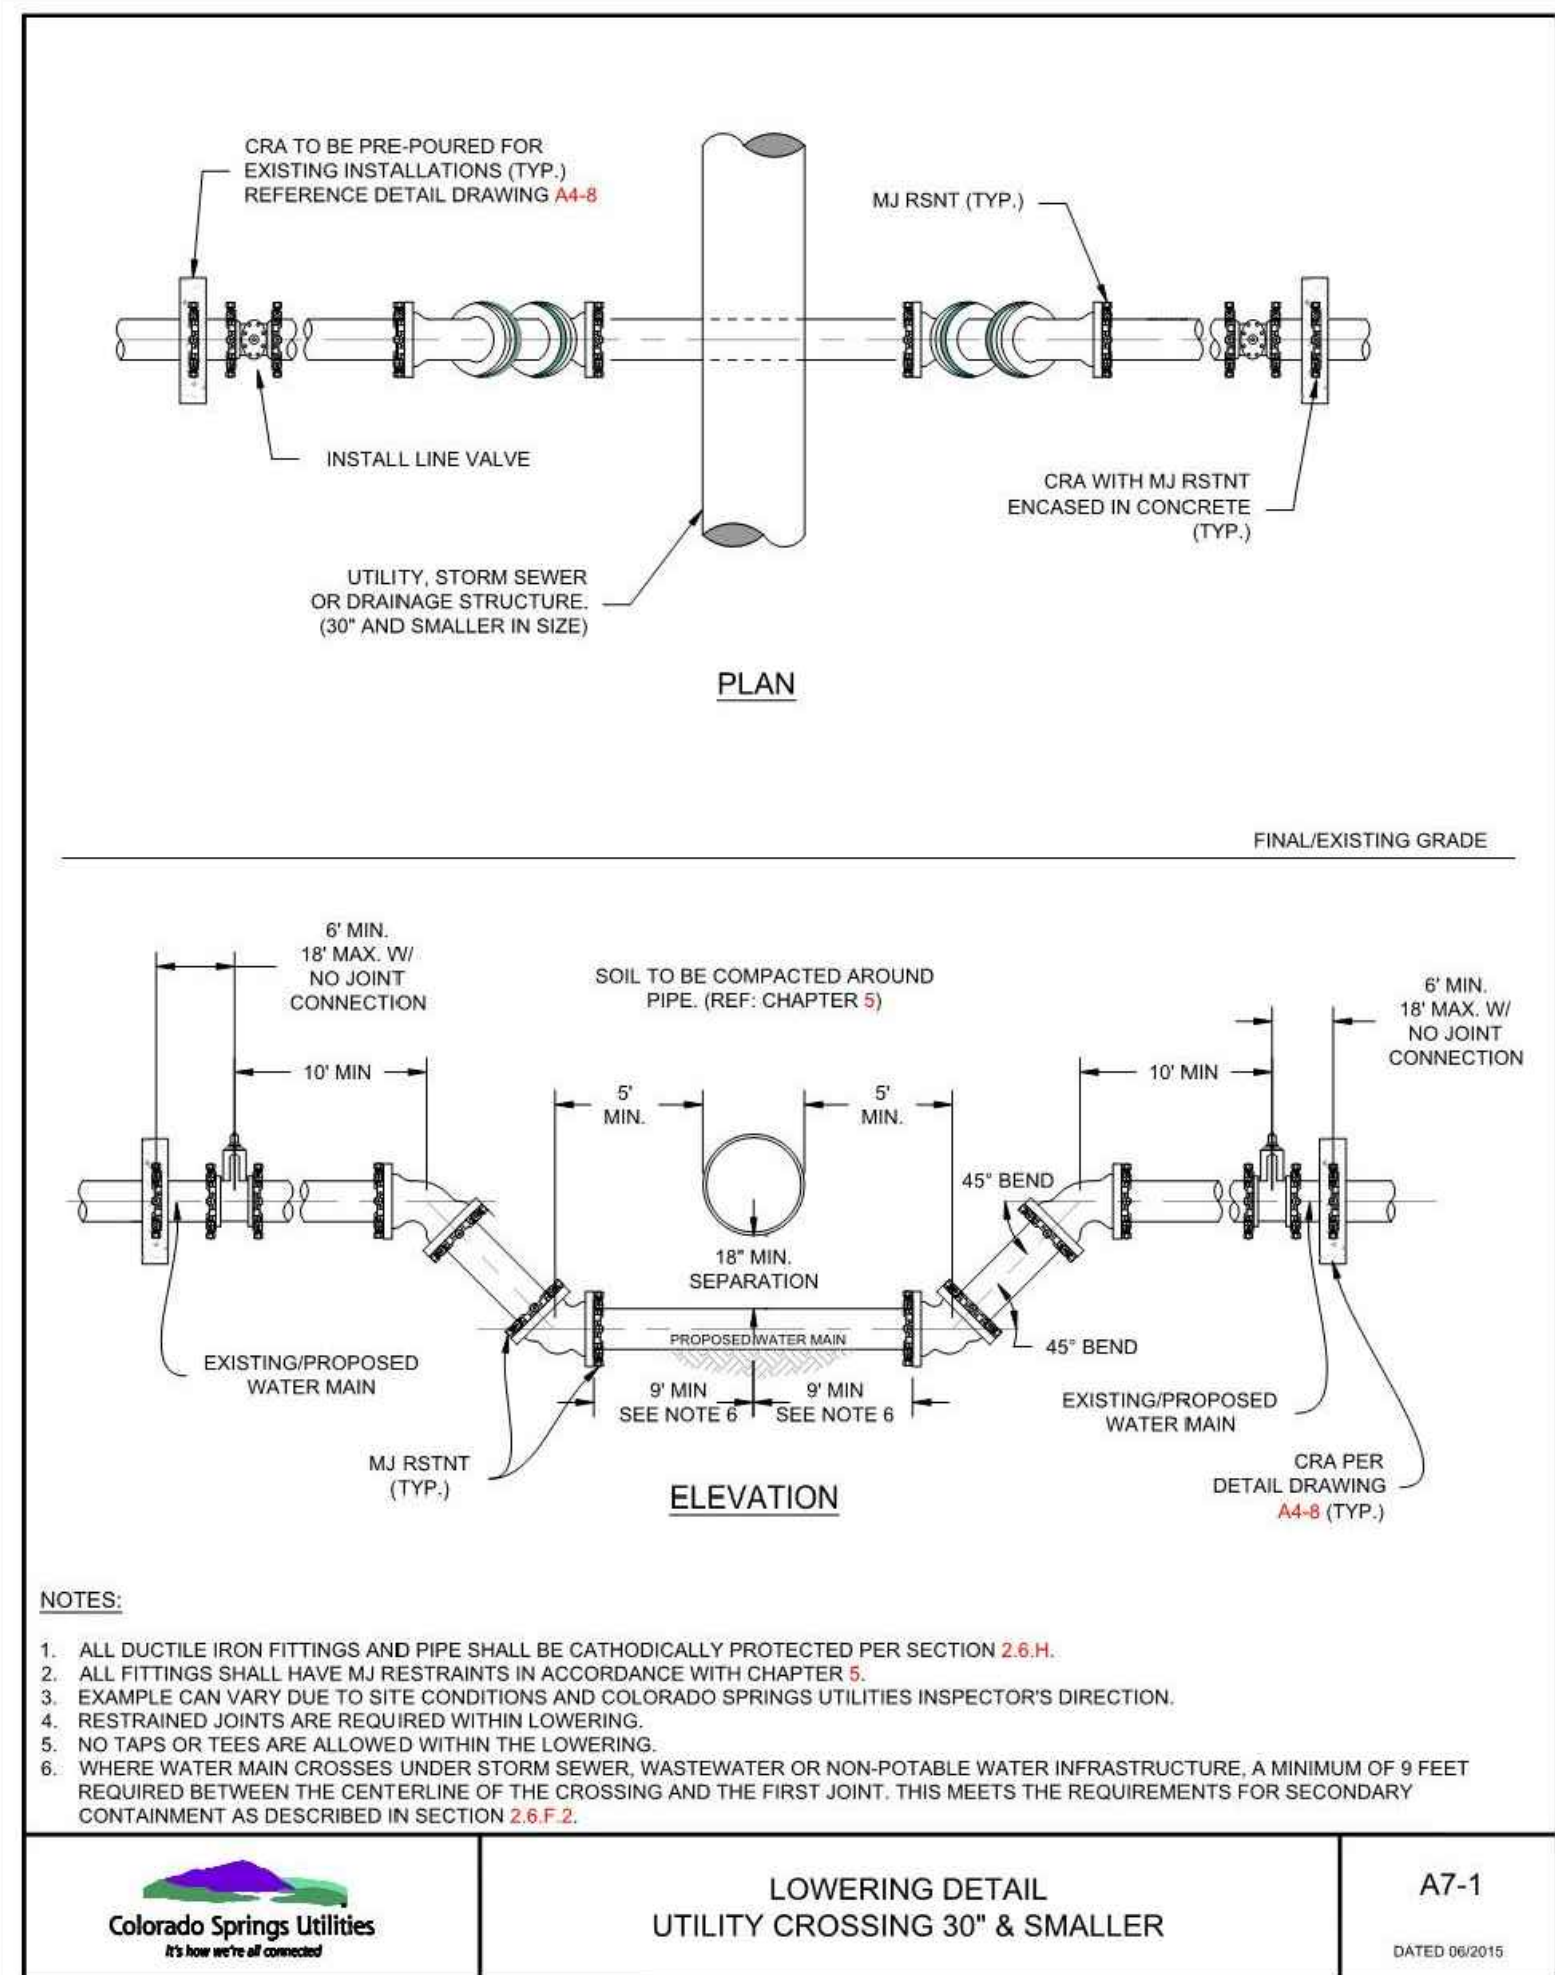 CRA TO BE PRE-POURED FOR
EXISTING INSTALLATIONS (TYP.)
REFERENCE DETAIL DRAWING A4-8
MJ RSNT (TYP.)
INSTALL LINE VALVE
CRA WITH MJ RSTNT
ENCASED IN CONCRETE
(TYP.)
UTILITY, STORM SEWER
OR DRAINAGE STRUCTURE.
(30" AND SMALLER IN SIZE)
PLAN
FINAL/EXISTING GRADE
6' MIN.
18' MAX. W/
NO JOINT
CONNECTION
SOIL TO BE COMPACTED AROUND
PIPE. (REF: CHAPTER 5)
6' MIN.
18' MAX. W/
NO JOINT
CONNECTION
10' MIN
5'
MIN.
5'
MIN.
10' MIN
45° BEND
18" MIN.
SEPARATION
PROPOSED WATER MAIN
45° BEND
EXISTING/PROPOSED
WATER MAIN
9' MIN
SEE NOTE 6
9' MIN
SEE NOTE 6
EXISTING/PROPOSED
WATER MAIN
MJ RSTNT
(TYP.)
CRA PER
DETAIL DRAWING
A4-8 (TYP.)
ELEVATION
NOTES:
1. ALL DUCTILE IRON FITTINGS AND PIPE SHALL BE CATHODICALLY PROTECTED PER SECTION 2.6.H.
2. ALL FITTINGS SHALL HAVE MJ RESTRAINTS IN ACCORDANCE WITH CHAPTER 5.
3. EXAMPLE CAN VARY DUE TO SITE CONDITIONS AND COLORADO SPRINGS UTILITIES INSPECTOR'S DIRECTION.
4. RESTRAINED JOINTS ARE REQUIRED WITHIN LOWERING.
5. NO TAPS OR TEES ARE ALLOWED WITHIN THE LOWERING.
6. WHERE WATER MAIN CROSSES UNDER STORM SEWER, WASTEWATER OR NON-POTABLE WATER INFRASTRUCTURE, A MINIMUM OF 9 FEET
REQUIRED BETWEEN THE CENTERLINE OF THE CROSSING AND THE FIRST JOINT. THIS MEETS THE REQUIREMENTS FOR SECONDARY
CONTAINMENT AS DESCRIBED IN SECTION 2.6.F.2.
Colorado Springs Utilities
It's how we're all connected
LOWERING DETAIL
UTILITY CROSSING 30" & SMALLER
A7-1
DATED 06/2015